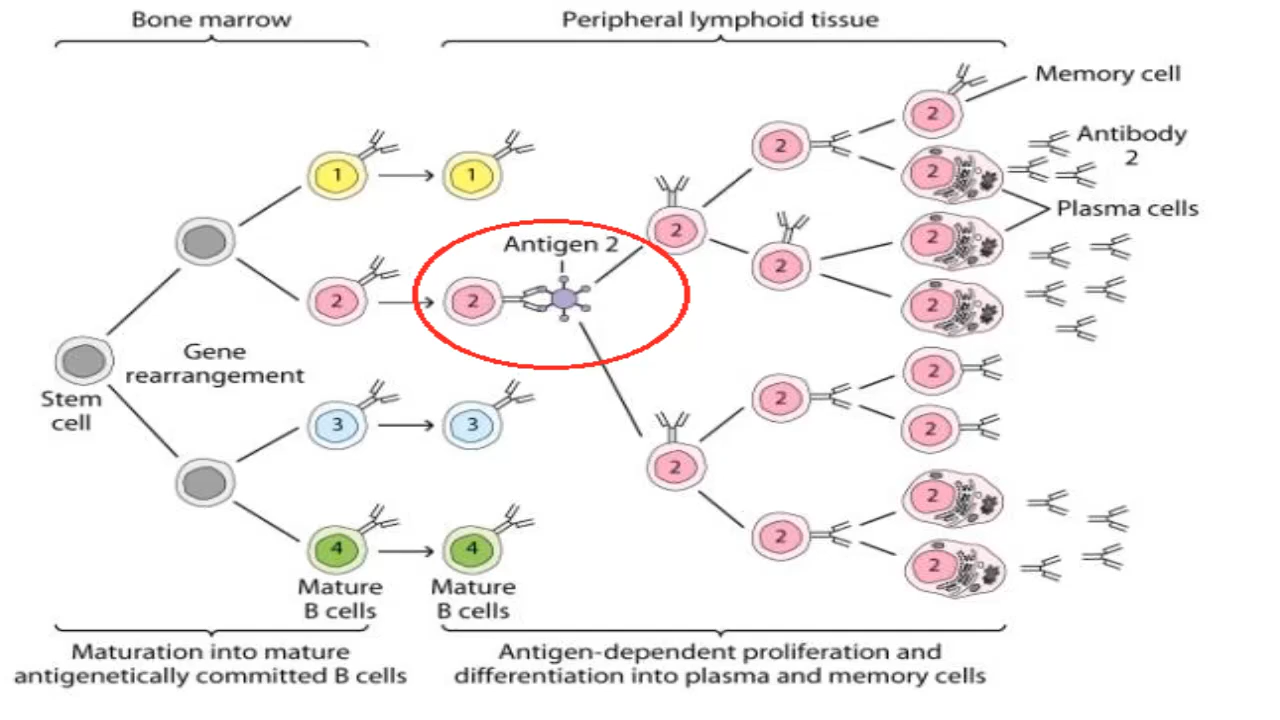 Bone marrow
Peripheral lymphoid tissue
Memory cell
2
Antibody
2
2
2
1
1
2
Plasma cells
2
2
Antigen 2
2
2
2
2
Gene
rearrangement
Stem
cell
2
2
2
3
3
2
2
4
4
2
2
Mature
B cells
Mature
B cells
Maturation into mature
antigenetically committed B cells
Antigen-dependent proliferation and
differentiation into plasma and memory cells